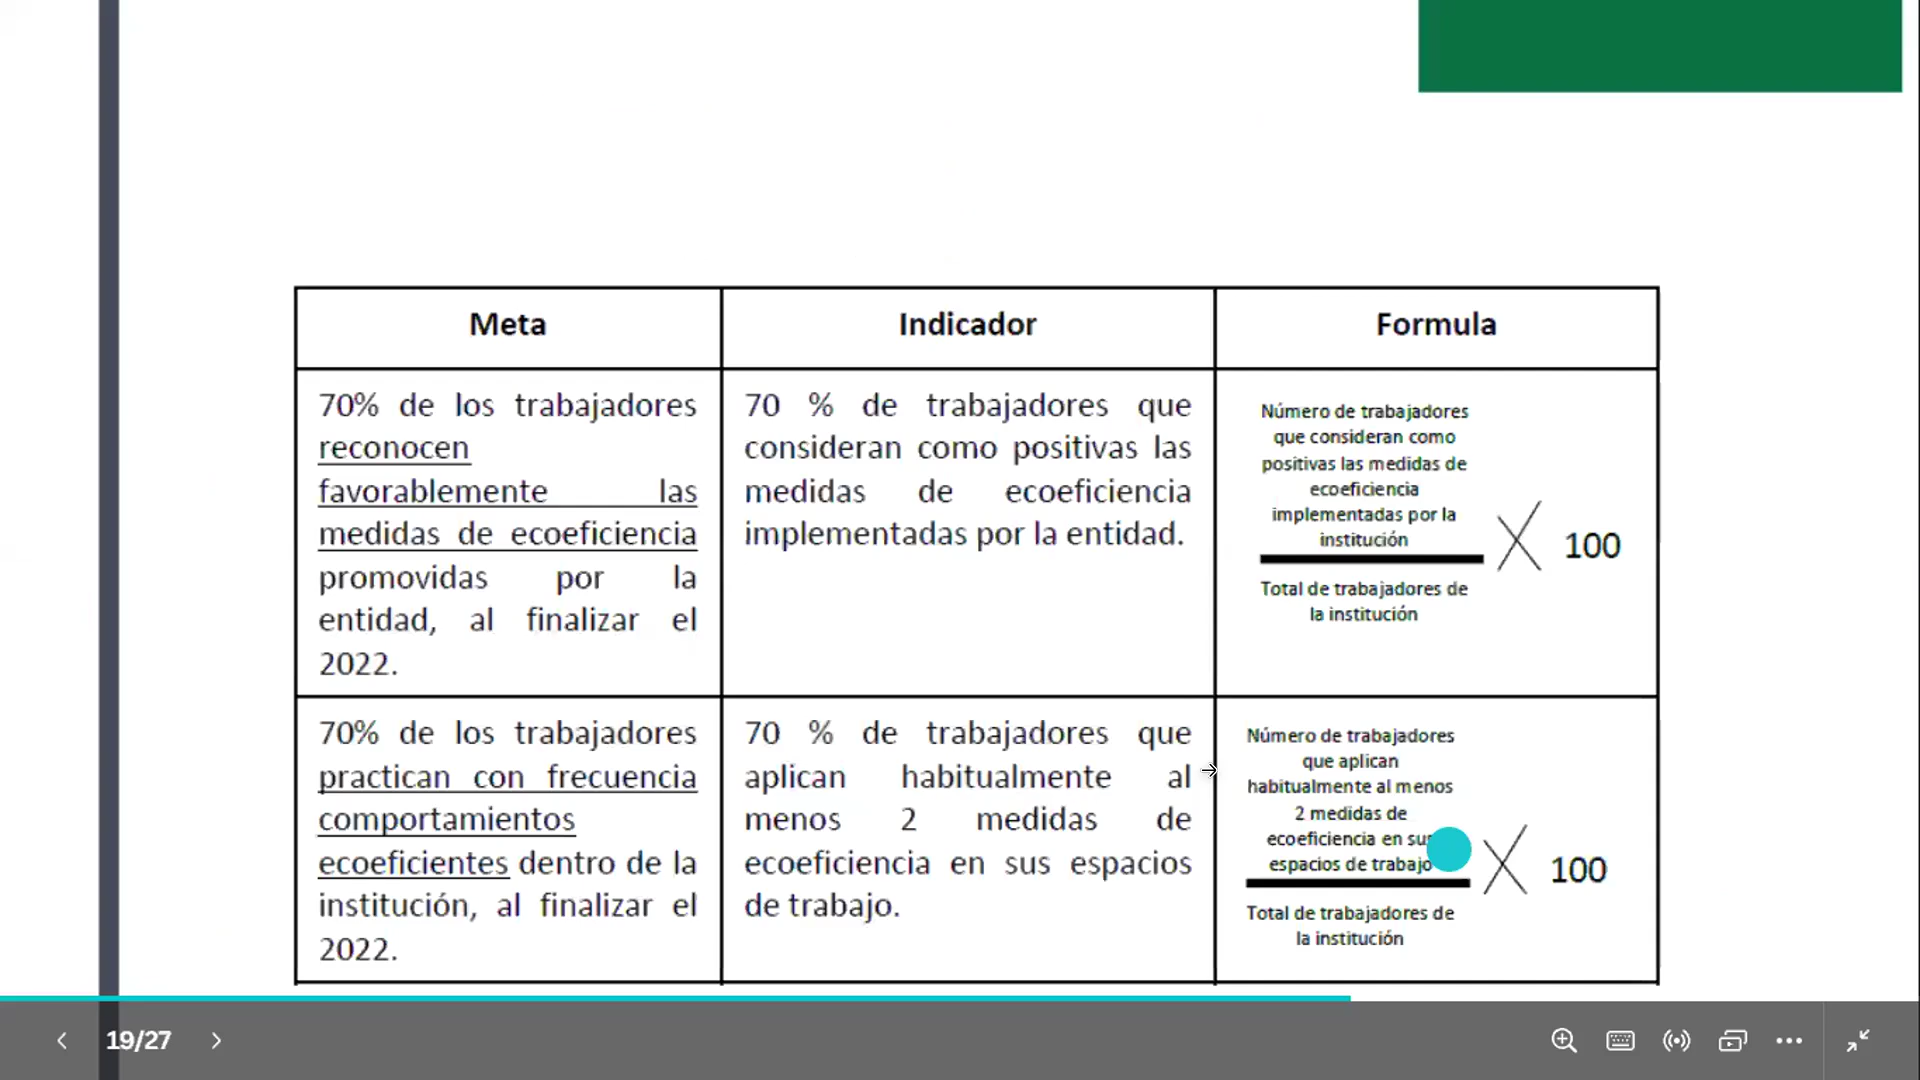 Meta
Indicador
Formula
70% de los trabajadores
reconocen
favorablemente las
medidas de ecoeficiencia
promovidas por la
entidad, al finalizar el
2022.
70 % de trabajadores que
consideran como positivas las
medidas de ecoeficiencia
implementadas por la entidad.
Número de trabajadores
que consideran como
positivas las medidas de
ecoeficiencia
implementadas por la
institución
X 100
Total de trabajadores de
la institución
70% de los trabajadores
practican con frecuencia
comportamientos
ecoeficientes dentro de la
institución, al finalizar el
2022.
70 % de trabajadores que
aplican habitualmente al
menos 2 medidas de
ecoeficiencia en sus espacios
de trabajo.
Número de trabajadores
que aplican
habitualmente al menos
2 medidas de
ecoeficiencia en sus
espacios de trabajo
X 100
Total de trabajadores de
la institución
19/27